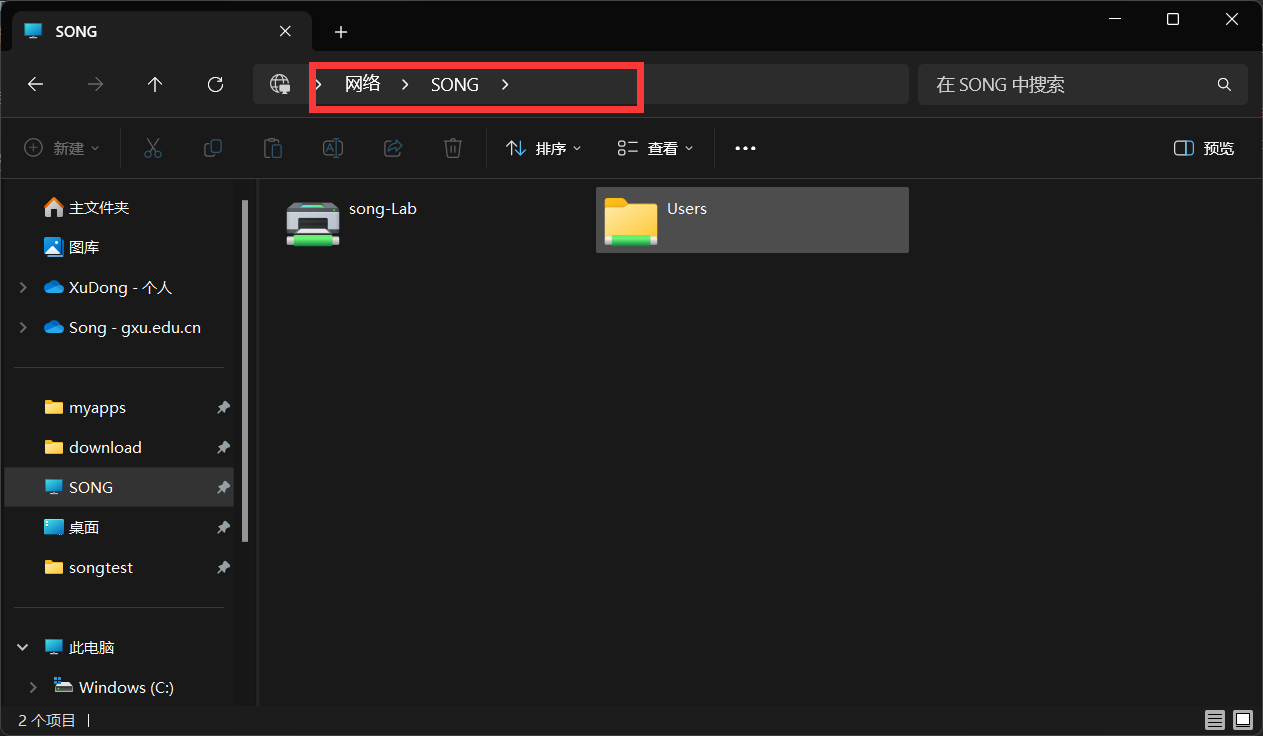 SONG
网络 SONG
在 SONG 中搜索
新建 排序 查看 预览
主文件夹
图库
XuDong - 个人
Song - gxu.edu.cn
myapps
download
SONG
桌面
songtest
此电脑
Windows (C:)
song-Lab
Users
2 个项目